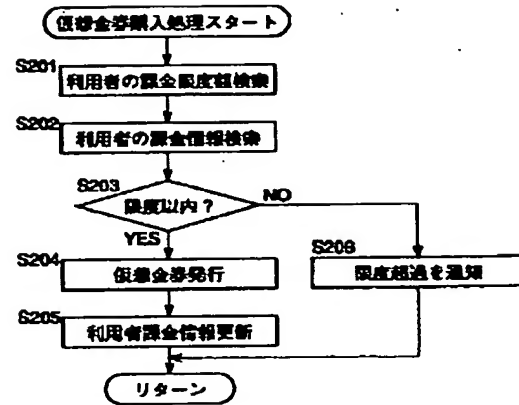 仮想金券購入処理スタート
S201
利用者の課金限度額検索
S202
利用者の課金情報検索
S203
限度以内?
NO
YES
S204
仮想金券発行
S206
限度超過を通知
S205
利用者課金情報更新
リターン